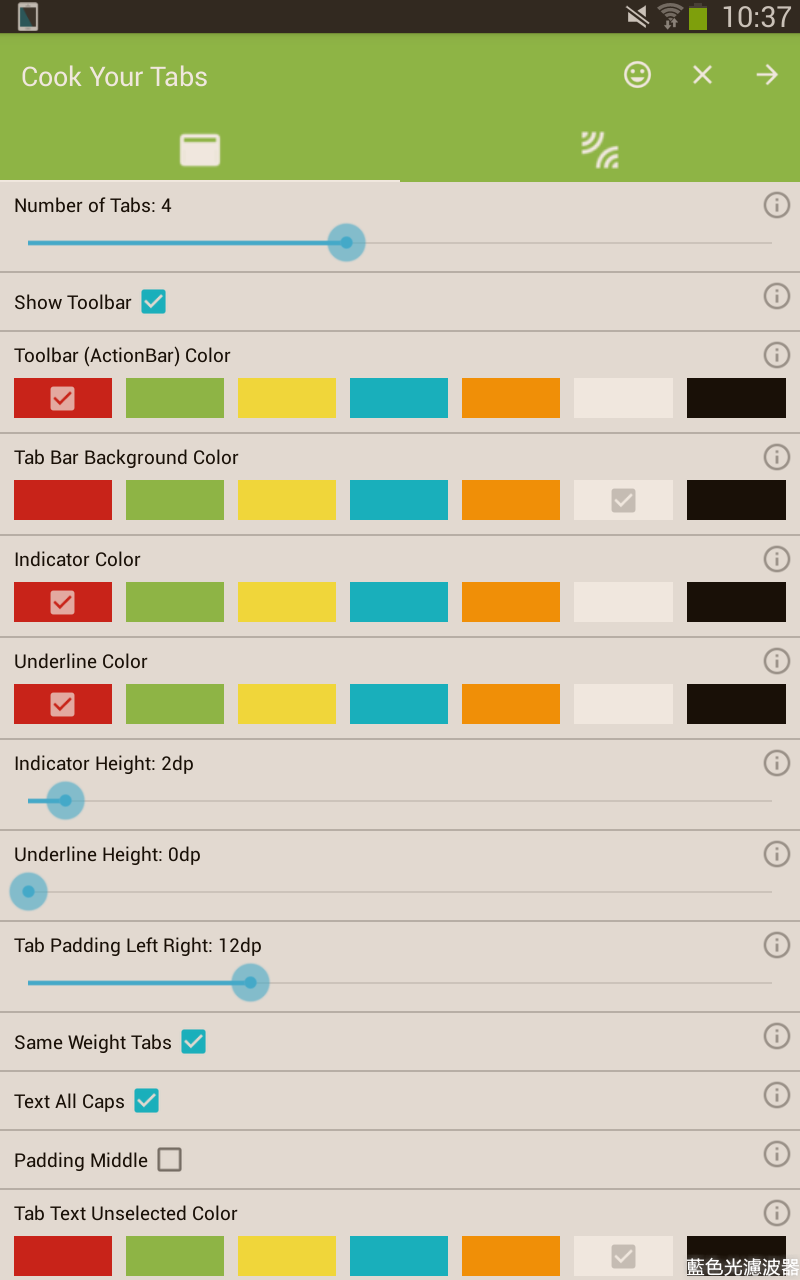 10:37
Cook Your Tabs
Number of Tabs: 4
Show Toolbar
Toolbar (ActionBar) Color
Tab Bar Background Color
Indicator Color
Underline Color
Indicator Height: 2dp
Underline Height: 0dp
Tab Padding Left Right: 12dp
Same Weight Tabs
Text All Caps
Padding Middle
Tab Text Unselected Color
藍色光濾波器